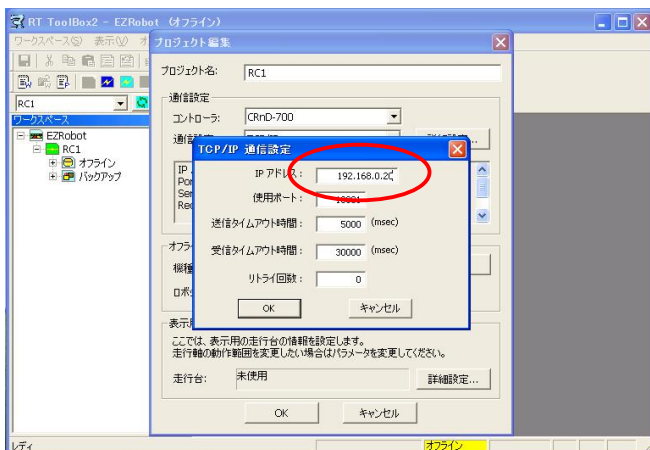 RT ToolBox2 - EZRobot (オフライン)
ワークスペース(S) 表示(V)
プロジェクト編集
プロジェクト名: RC1
RC1
通信設定
ワークスペース
コントローラ: CRnD-700
EZRobot
RC1
オフライン
バックアップ
TCP/IP 通信設定
IP アドレス: 192.168.0.20
使用ポート: 10001
送信タイムアウト時間: 5000 (msec)
受信タイムアウト時間: 30000 (msec)
リトライ回数: 0
OK キャンセル
ここでは、表示用の走行台の情報を設定します。
走行軸の動作範囲を変更したい場合はパラメータを変更してください。
走行台: 未使用 詳細設定...
OK キャンセル
レディ オフライン